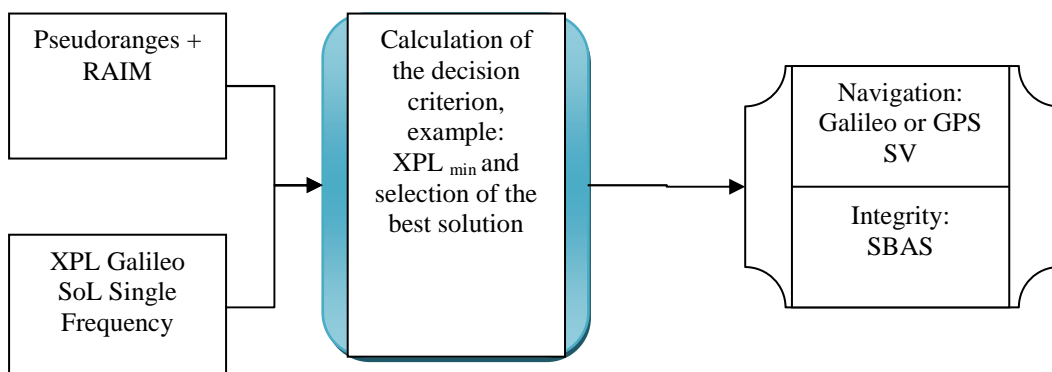 Pseudoranges +
RAIM
XPL Galileo
SoL Single
Frequency
Calculation of
the decision
criterion,
example:
XPL min and
selection of the
best solution
Navigation:
Galileo or GPS
SV
Integrity:
SBAS